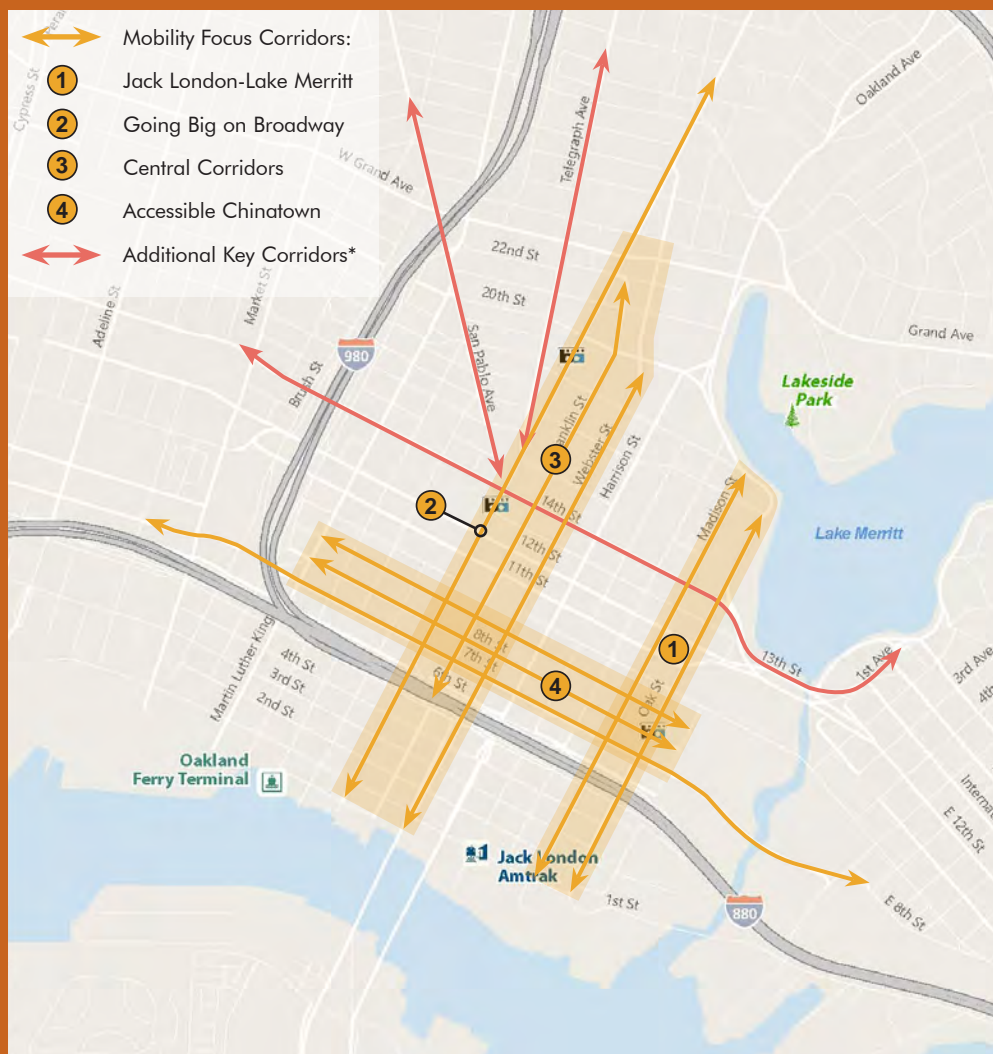 Mobility Focus Corridors:
1 Jack London-Lake Merritt
2 Going Big on Broadway
3 Central Corridors
4 Accessible Chinatown
Additional Key Corridors*
Cypress St
Oakland Ave
Telegraph Ave
W Grand Ave
22nd St
20th St
Market St
Adeline St
Grand Ave
San Pablo Ave
980
Brush St
Lakeside
Park
Webster St
Harrison St
3
Madison St
14th St
2
12th St
11th St
Lake Merritt
8th St
7th St
6th St
1
13th St
1st Ave
3rd Ave
Martin Luther King
4th St
3rd St
2nd St
4
Oak St
Oakland
Ferry Terminal
E 12th St
Jack London
Amtrak
1st St
880
E 8th St